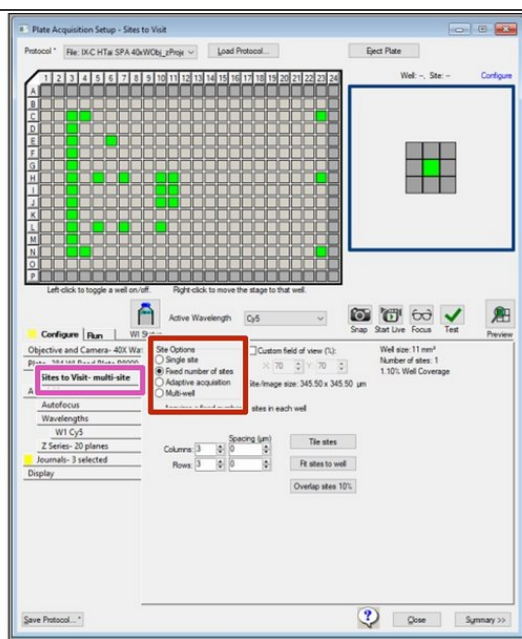 Plate Acquisition Setup - Sites to Visit
Protocol * File: IX-C HTai SPA 40xWObj_zProje Load Protocol... Eject Plate
1 2 3 4 5 6 7 8 9 10 11 12 13 14 15 16 17 18 19 20 21 22 23 24
Well: --, Site: -- Configure
A
B
C
D
E
F
G
H
I
J
K
L
M
N
O
P
Left-click to toggle a well on/off. Right-click to move the stage to that well.
Active Wavelength Cy5
Snap Start Live Focus Test Preview
Configure Run
Objective and Camera- 40X Wa
Sites to Visit- multi-site
Autofocus
Wavelengths
W1 Cy5
Z Series- 20 planes
Journals- 3 selected
Display
Site Options
Single site
Fixed number of sites
Adaptive acquisition
Multi-well
Custom field of view (%):
X: 70 Y: 70
Site/image size: 345.50 x 345.50 µm
sites in each well
Well size: 11 mm²
Number of sites: 1
1.10% Well Coverage
Spacing (µm)
Columns: 3 0 Tile sites
Rows: 3 0 Fit sites to well
Overlap sites 10%
Save Protocol... * Close Summary >>